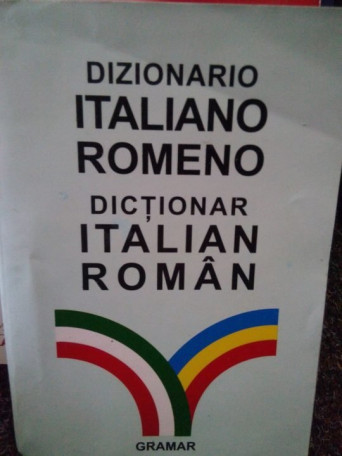 DIZIONARIO
ITALIANO
ROMENO
DICȚIONAR
ITALIAN
ROMÂN
GRAMAR